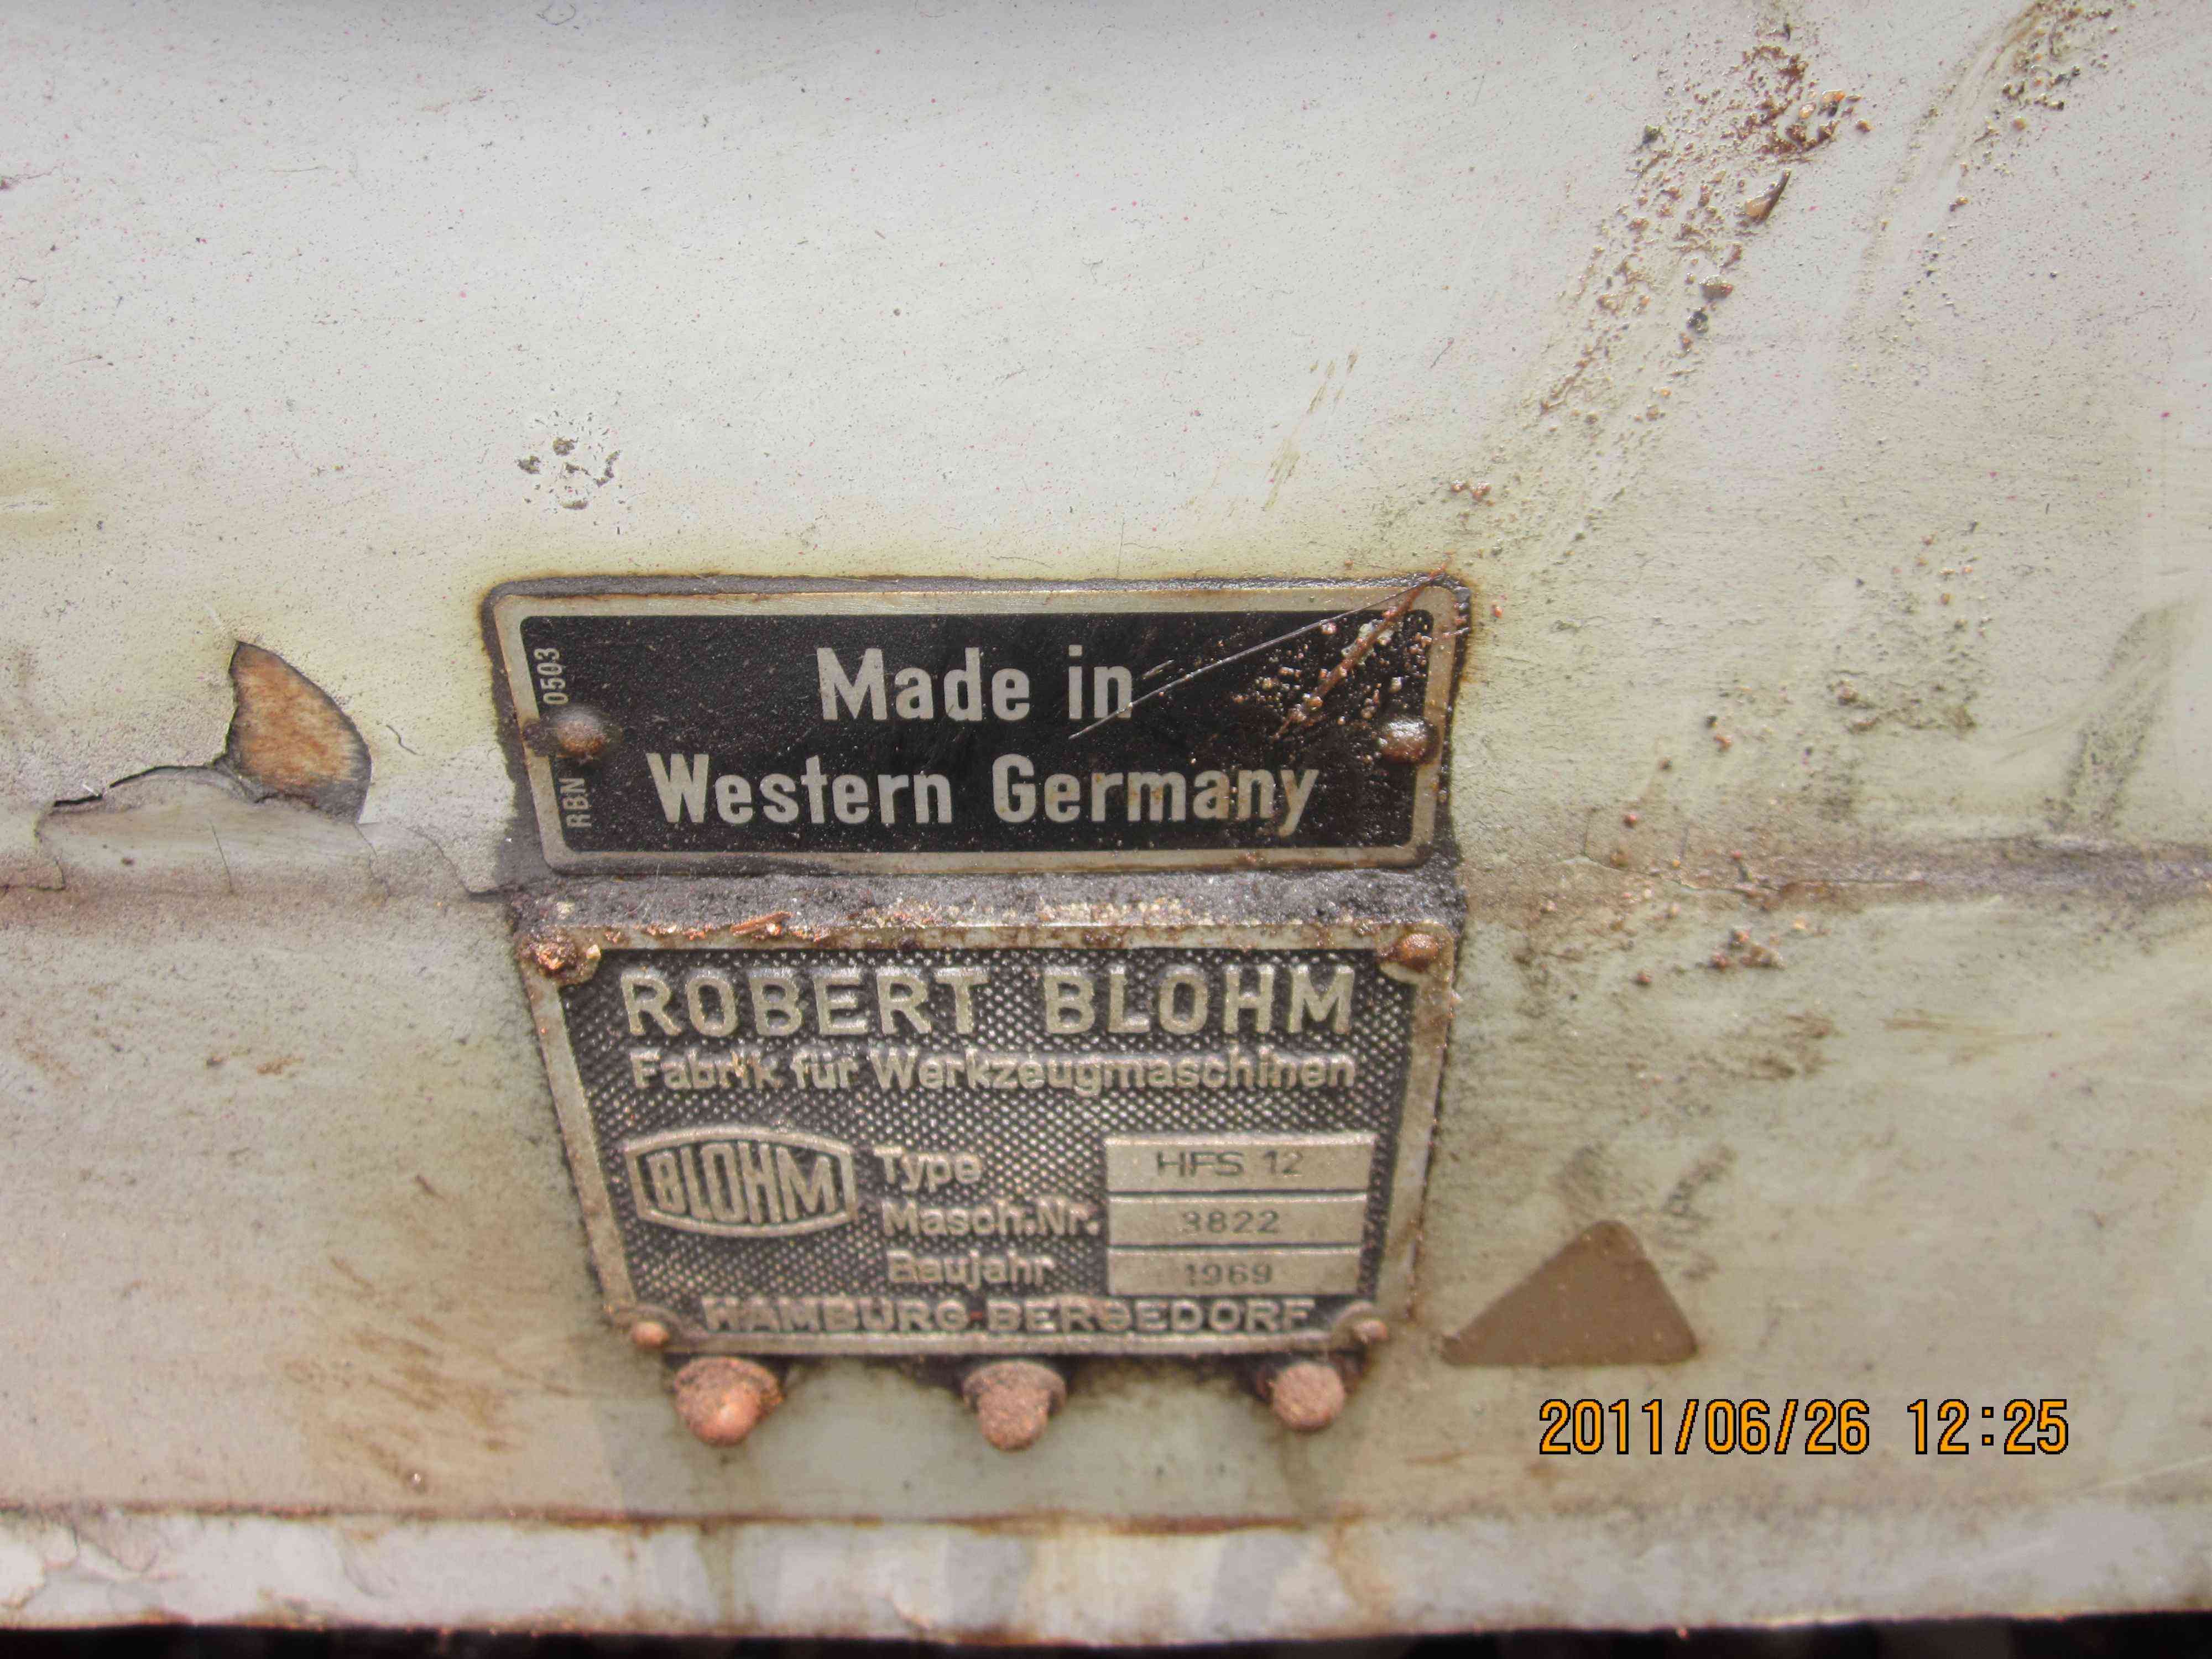 Made in
Western Germany
RBN 0503
ROBERT BLOHM
Fabrik für Werkzeugmaschinen
BLOHM
Type HFS 12
Masch.Nr. 3822
Baujahr 1969
HAMBURG-BERGEDORF
2011/06/26 12:25